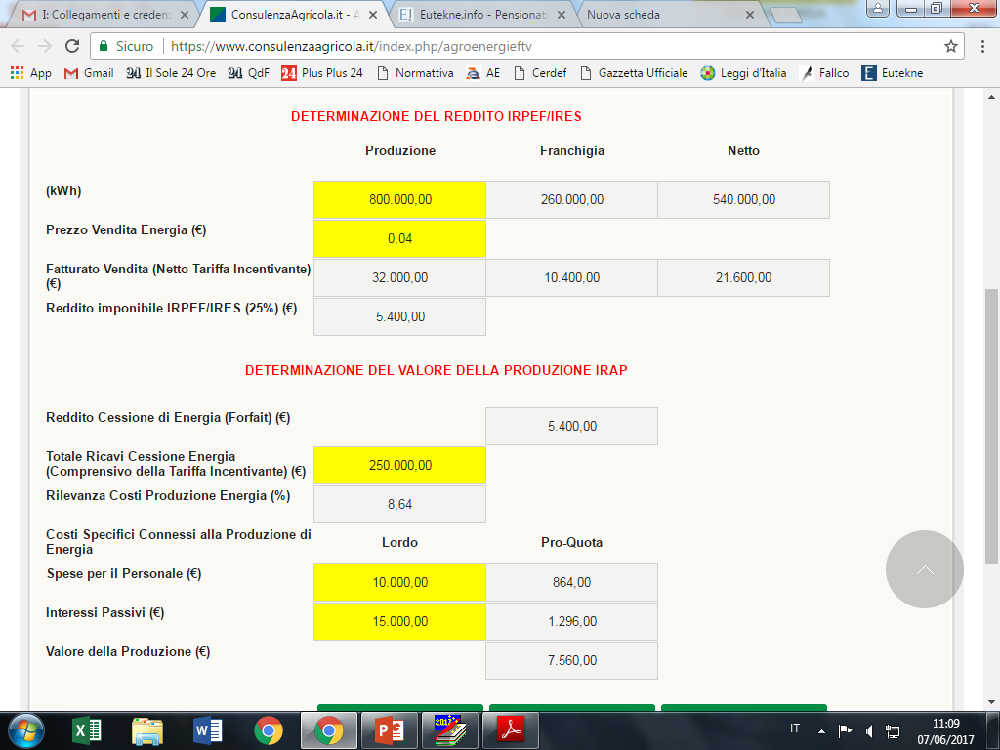 I: Collegamenti e creden
ConsulenzaAgricola.it - A
Eutekne.info - Pensionati
Nuova scheda
Sicuro
https://www.consulenzaagricola.it/index.php/agroenergieftv
App
Gmail
Il Sole 24 Ore
QdF
24
Plus Plus 24
Normattiva
AE
Cerdef
Gazzetta Ufficiale
Leggi d'Italia
Fallco
Eutekne
DETERMINAZIONE DEL REDDITO IRPEF/IRES
Produzione Franchigia Netto
(kWh) 800.000,00 260.000,00 540.000,00
Prezzo Vendita Energia (€) 0,04
Fatturato Vendita (Netto Tariffa Incentivante)
(€) 32.000,00 10.400,00 21.600,00
Reddito imponibile IRPEF/IRES (25%) (€) 5.400,00
DETERMINAZIONE DEL VALORE DELLA PRODUZIONE IRAP
Reddito Cessione di Energia (Forfait) (€) 5.400,00
Totale Ricavi Cessione Energia
(Comprensivo della Tariffa Incentivante) (€) 250.000,00
Rilevanza Costi Produzione Energia (%) 8,64
Costi Specifici Connessi alla Produzione di
Energia Lordo Pro-Quota
Spese per il Personale (€) 10.000,00 864,00
Interessi Passivi (€) 15.000,00 1.296,00
Valore della Produzione (€) 7.560,00
2017
IT
11:09
07/06/2017